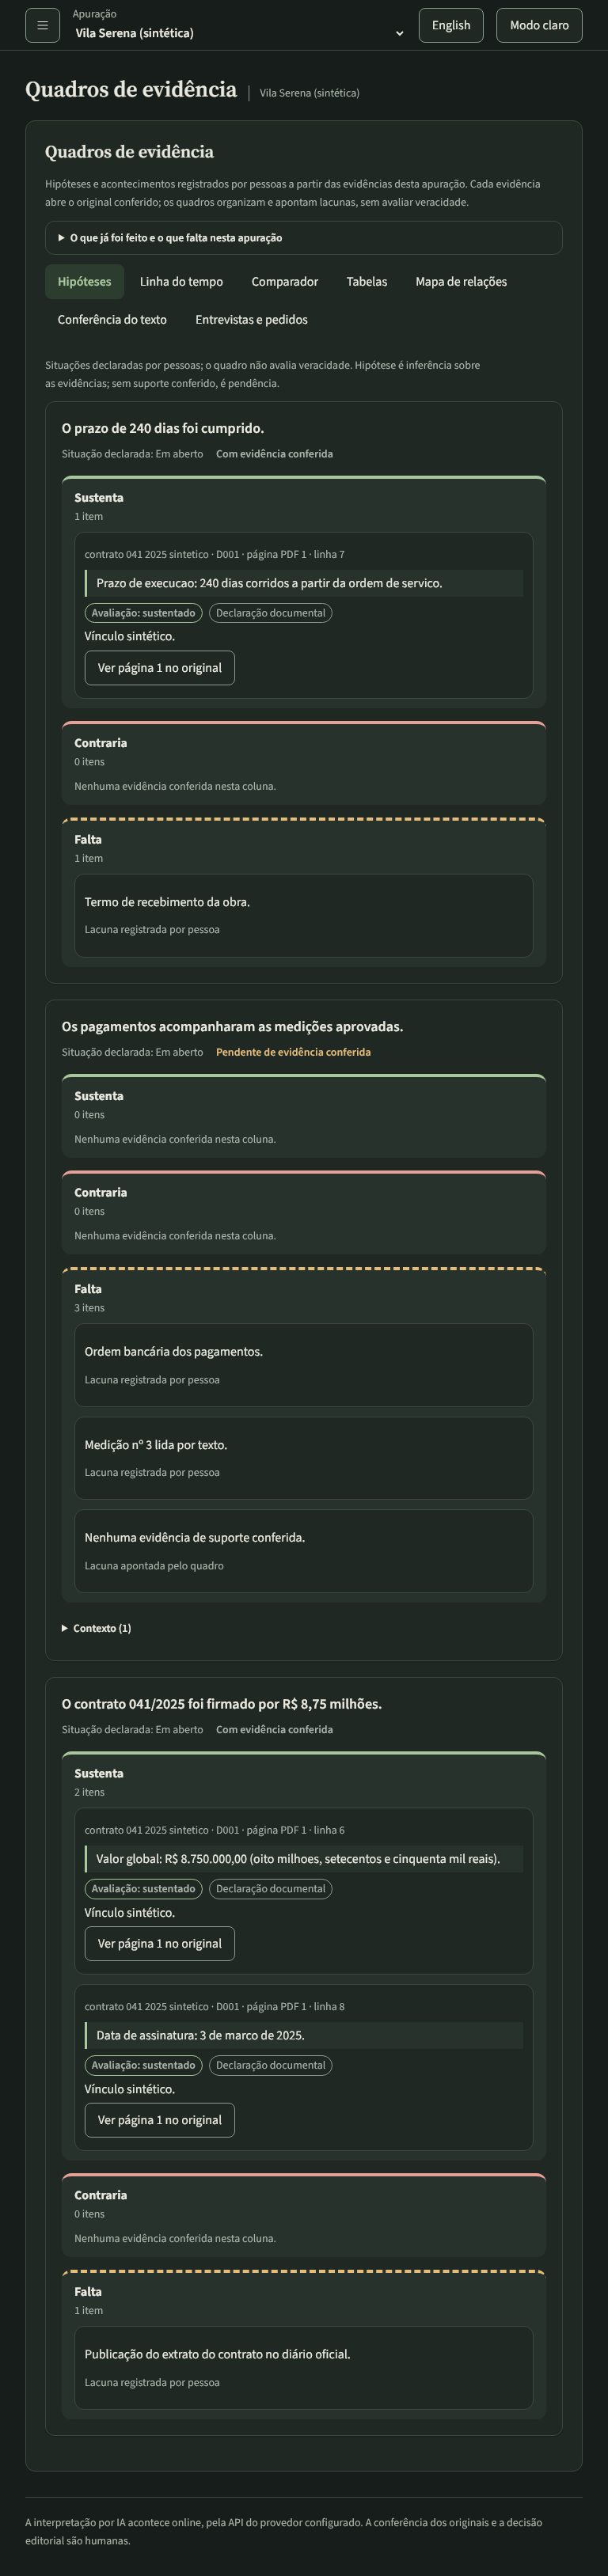 Apuração
Vila Serena (sintética)
English
Modo claro
Quadros de evidência
Vila Serena (sintética)
Quadros de evidência
Hipóteses e acontecimentos registrados por pessoas a partir das evidências desta apuração. Cada evidência
abre o original conferido; os quadros organizam e apontam lacunas, sem avaliar veracidade.
O que já foi feito e o que falta nesta apuração
Hipóteses
Linha do tempo
Comparador
Tabelas
Mapa de relações
Conferência do texto
Entrevistas e pedidos
Situações declaradas por pessoas; o quadro não avalia veracidade. Hipótese é inferência sobre
as evidências; sem suporte conferido, é pendência.
O prazo de 240 dias foi cumprido.
Situação declarada: Em aberto Com evidência conferida
Sustenta
1 item
contrato 041 2025 sintetico · D001 · página PDF 1 · linha 7
Prazo de execucao: 240 dias corridos a partir da ordem de servico.
Avaliação: sustentado Declaração documental
Vínculo sintético.
Ver página 1 no original
Contraria
0 itens
Nenhuma evidência conferida nesta coluna.
Falta
1 item
Termo de recebimento da obra.
Lacuna registrada por pessoa
Os pagamentos acompanharam as medições aprovadas.
Situação declarada: Em aberto Pendente de evidência conferida
Sustenta
0 itens
Nenhuma evidência conferida nesta coluna.
Contraria
0 itens
Nenhuma evidência conferida nesta coluna.
Falta
3 itens
Ordem bancária dos pagamentos.
Lacuna registrada por pessoa
Medição nº 3 lida por texto.
Lacuna registrada por pessoa
Nenhuma evidência de suporte conferida.
Lacuna apontada pelo quadro
Contexto (1)
O contrato 041/2025 foi firmado por R$ 8,75 milhões.
Situação declarada: Em aberto Com evidência conferida
Sustenta
2 itens
contrato 041 2025 sintetico · D001 · página PDF 1 · linha 6
Valor global: R$ 8.750.000,00 (oito milhoes, setecentos e cinquenta mil reais).
Avaliação: sustentado Declaração documental
Vínculo sintético.
Ver página 1 no original
contrato 041 2025 sintetico · D001 · página PDF 1 · linha 8
Data de assinatura: 3 de marco de 2025.
Avaliação: sustentado Declaração documental
Vínculo sintético.
Ver página 1 no original
Contraria
0 itens
Nenhuma evidência conferida nesta coluna.
Falta
1 item
Publicação do extrato do contrato no diário oficial.
Lacuna registrada por pessoa
A interpretação por IA acontece online, pela API do provedor configurado. A conferência dos originais e a decisão
editorial são humanas.